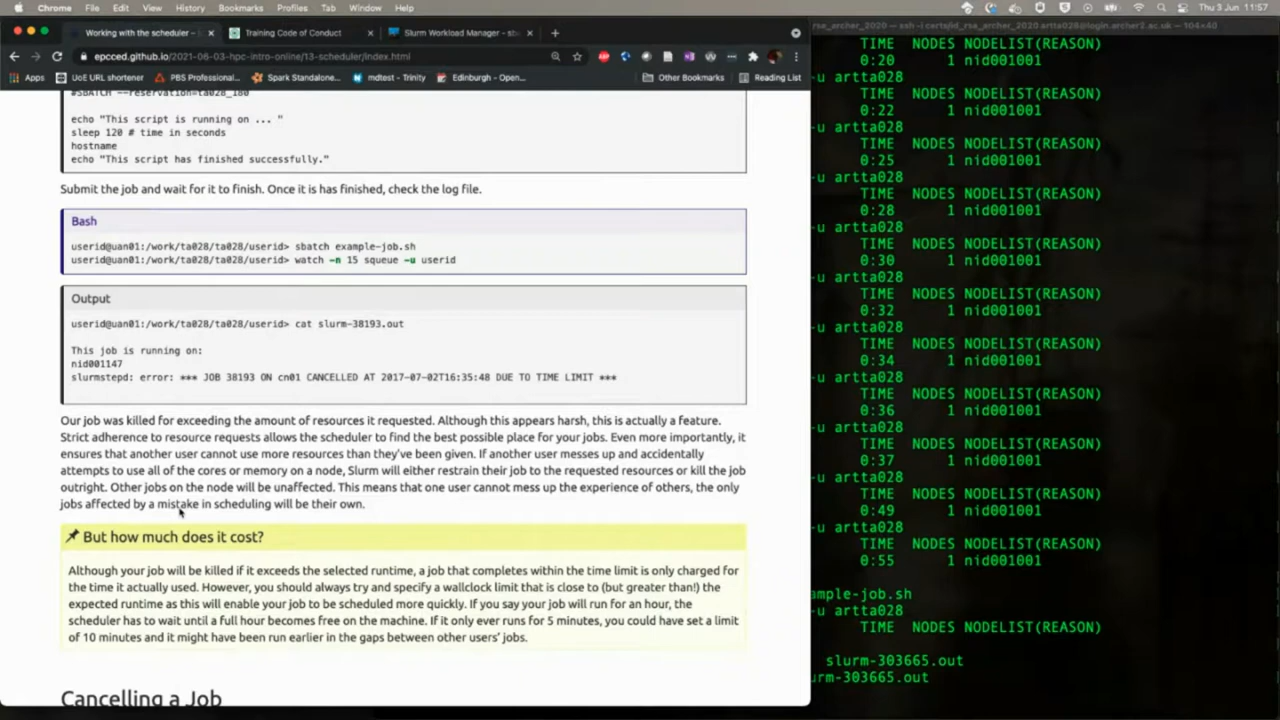 Chrome File Edit View History Bookmarks Profiles Tab Window Help Thu 3 Jun 11:57
Working with the scheduler – Training Code of Conduct Slurm Workload Manager - sb
epcced.github.io/2021-06-03-hpc-intro-online/13-scheduler/index.html
Apps UoE URL shortener PBS Professional... Spark Standalone... mdtest - Trinity Edinburgh - Open... Other Bookmarks Reading List
#SBATCH --reservation=ta028_180
echo "This script is running on ... "
sleep 120 # time in seconds
hostname
echo "This script has finished successfully."
Submit the job and wait for it to finish. Once it is has finished, check the log file.
Bash
userid@uan01:/work/ta028/ta028/userid> sbatch example-job.sh
userid@uan01:/work/ta028/ta028/userid> watch -n 15 squeue -u userid
Output
userid@uan01:/work/ta028/ta028/userid> cat slurm-38193.out
This job is running on:
nid001147
slurmstepd: error: *** JOB 38193 ON cn01 CANCELLED AT 2017-07-02T16:35:48 DUE TO TIME LIMIT ***
Our job was killed for exceeding the amount of resources it requested. Although this appears harsh, this is actually a feature.
Strict adherence to resource requests allows the scheduler to find the best possible place for your jobs. Even more importantly, it
ensures that another user cannot use more resources than they've been given. If another user messes up and accidentally
attempts to use all of the cores or memory on a node, Slurm will either restrain their job to the requested resources or kill the job
outright. Other jobs on the node will be unaffected. This means that one user cannot mess up the experience of others, the only
jobs affected by a mistake in scheduling will be their own.
But how much does it cost?
Although your job will be killed if it exceeds the selected runtime, a job that completes within the time limit is only charged for
the time it actually used. However, you should always try and specify a wallclock limit that is close to (but greater than!) the
expected runtime as this will enable your job to be scheduled more quickly. If you say your job will run for an hour, the
scheduler has to wait until a full hour becomes free on the machine. If it only ever runs for 5 minutes, you could have set a limit
of 10 minutes and it might have been run earlier in the gaps between other users' jobs.
Cancelling a Job
rsa_archer_2020 — ssh -i certs/id_rsa_archer_2020 artta028@login.archer2.ac.uk — 104×40
TIME NODES NODELIST(REASON)
0:20 1 nid001001
-u artta028
TIME NODES NODELIST(REASON)
0:22 1 nid001001
-u artta028
TIME NODES NODELIST(REASON)
0:25 1 nid001001
-u artta028
TIME NODES NODELIST(REASON)
0:28 1 nid001001
-u artta028
TIME NODES NODELIST(REASON)
0:30 1 nid001001
-u artta028
TIME NODES NODELIST(REASON)
0:32 1 nid001001
-u artta028
TIME NODES NODELIST(REASON)
0:34 1 nid001001
-u artta028
TIME NODES NODELIST(REASON)
0:36 1 nid001001
-u artta028
TIME NODES NODELIST(REASON)
0:37 1 nid001001
-u artta028
TIME NODES NODELIST(REASON)
0:49 1 nid001001
-u artta028
TIME NODES NODELIST(REASON)
0:55 1 nid001001
ample-job.sh
-u artta028
TIME NODES NODELIST(REASON)
slurm-303665.out
urm-303665.out